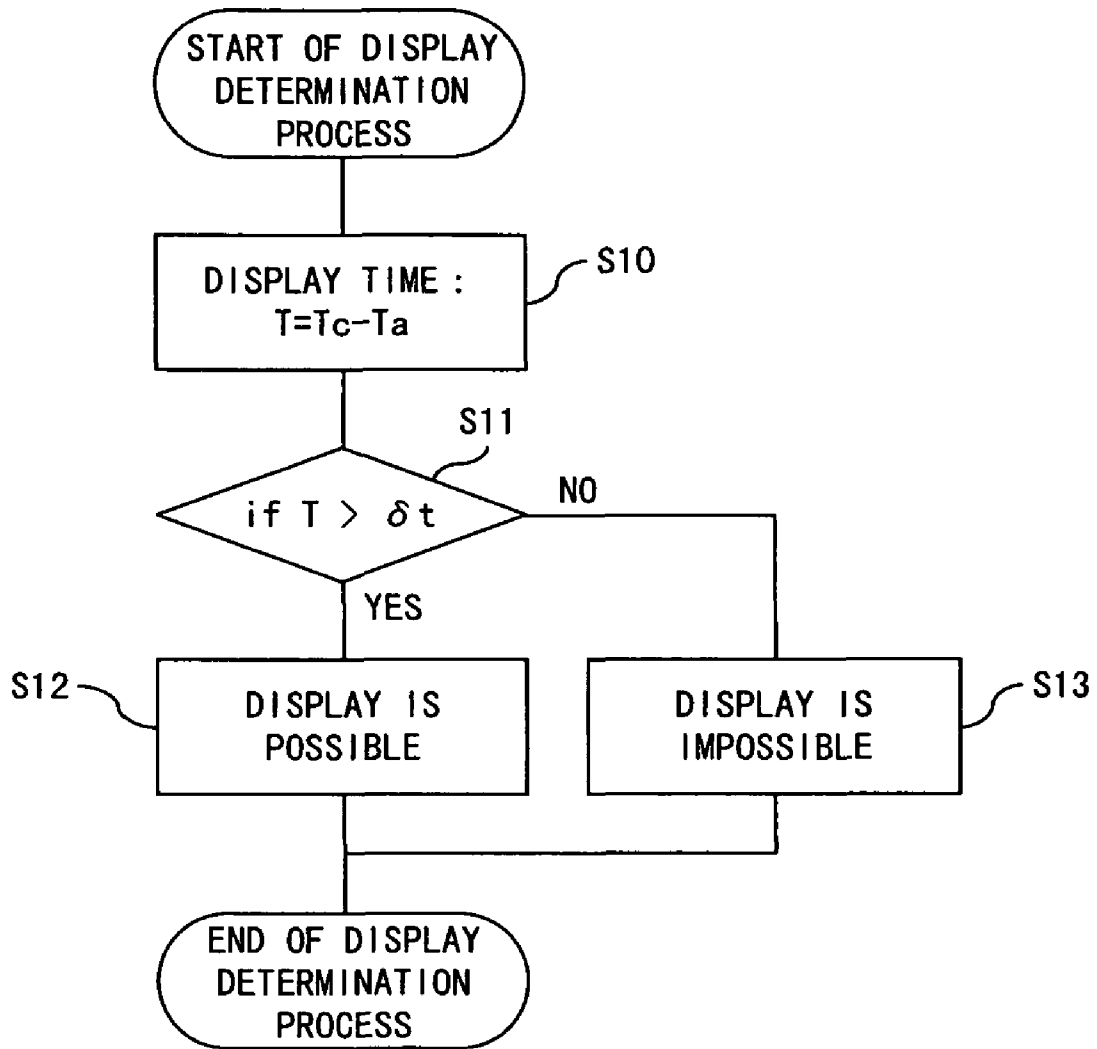 START OF DISPLAY
DETERMINATION
PROCESS
S10
DISPLAY TIME :
T=Tc-Ta
S11
if T > δt
NO
YES
S12
DISPLAY IS
POSSIBLE
DISPLAY IS
IMPOSSIBLE
S13
END OF DISPLAY
DETERMINATION
PROCESS